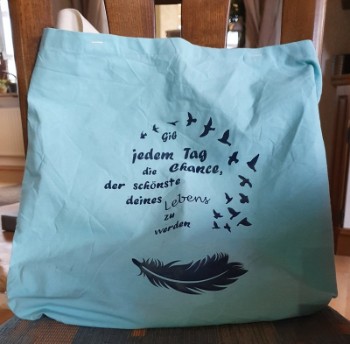 Gib
jedem Tag
die Chance,
der schönste
deines Lebens
zu
werden